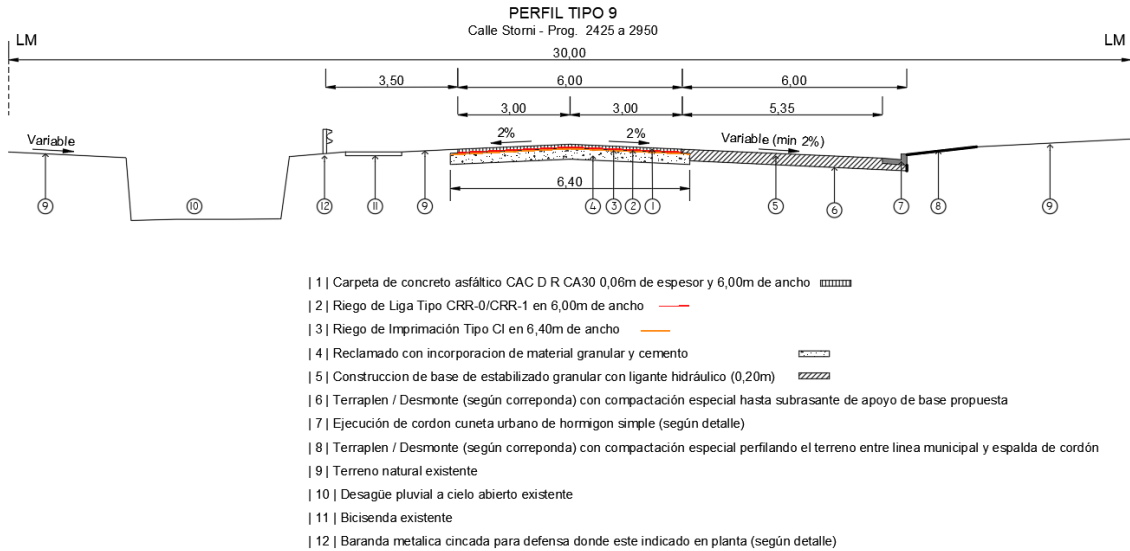 PERFIL TIPO 9
Calle Storni - Prog. 2425 a 2950
LM
LM
30,00
3,50
6,00
6,00
3,00
3,00
5,35
Variable
2%
2%
Variable (min 2%)
6,40
9
10
12
11
9
4
3
2
1
5
6
7
8
9
| 1 | Carpeta de concreto asfáltico CAC D R CA30 0,06m de espesor y 6,00m de ancho
| 2 | Riego de Liga Tipo CRR-0/CRR-1 en 6,00m de ancho
| 3 | Riego de Imprimación Tipo CI en 6,40m de ancho
| 4 | Reclamado con incorporacion de material granular y cemento
| 5 | Construccion de base de estabilizado granular con ligante hidráulico (0,20m)
| 6 | Terraplen / Desmonte (según correponda) con compactación especial hasta subrasante de apoyo de base propuesta
| 7 | Ejecución de cordon cuneta urbano de hormigon simple (según detalle)
| 8 | Terraplen / Desmonte (según correponda) con compactación especial perfilando el terreno entre linea municipal y espalda de cordón
| 9 | Terreno natural existente
| 10 | Desagüe pluvial a cielo abierto existente
| 11 | Bicisenda existente
| 12 | Baranda metalica cincada para defensa donde este indicado en planta (según detalle)